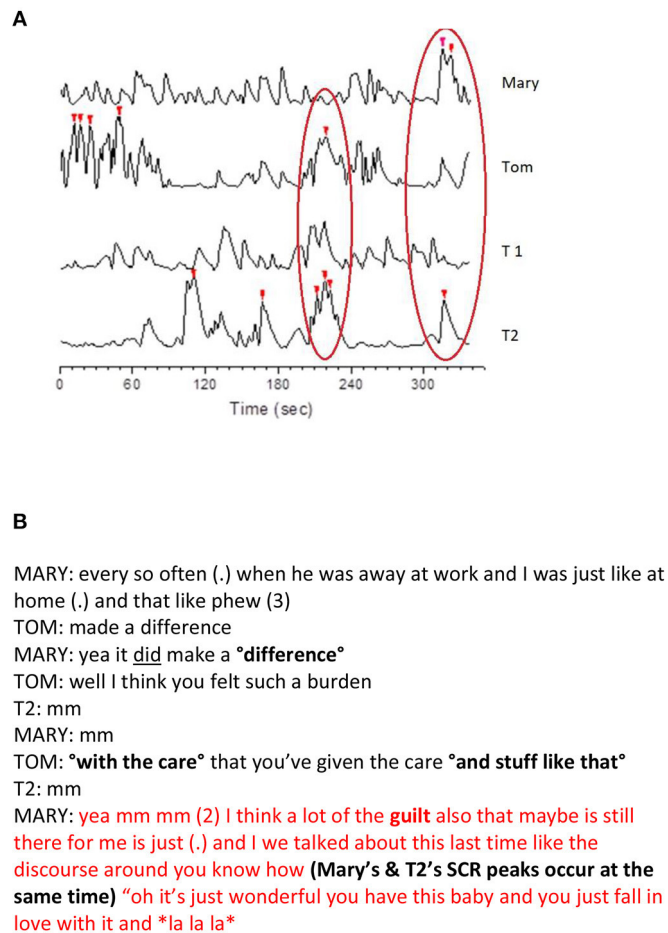 A
Mary
Tom
T 1
T2
0 60 120 180 240 300
Time (sec)
B
MARY: every so often (.) when he was away at work and I was just like at
home (.) and that like phew (3)
TOM: made a difference
MARY: yea it did make a °difference°
TOM: well I think you felt such a burden
T2: mm
MARY: mm
TOM: °with the care° that you’ve given the care °and stuff like that°
T2: mm
MARY: yea mm mm (2) I think a lot of the guilt also that maybe is still
there for me is just (.) and I we talked about this last time like the
discourse around you know how (Mary’s & T2’s SCR peaks occur at the
same time) “oh it’s just wonderful you have this baby and you just fall in
love with it and *la la la*